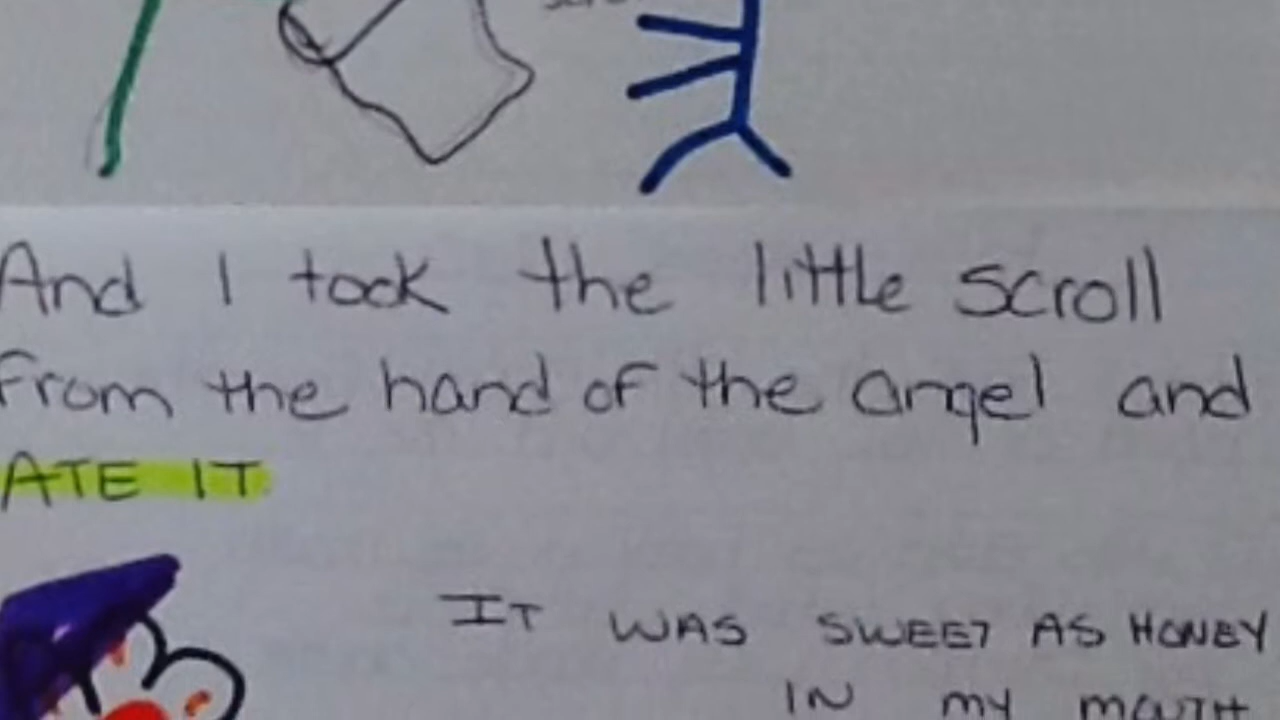 And I took the little scroll
from the hand of the angel and
ATE IT
IT WAS SWEET AS HONEY
IN MY MOUTH